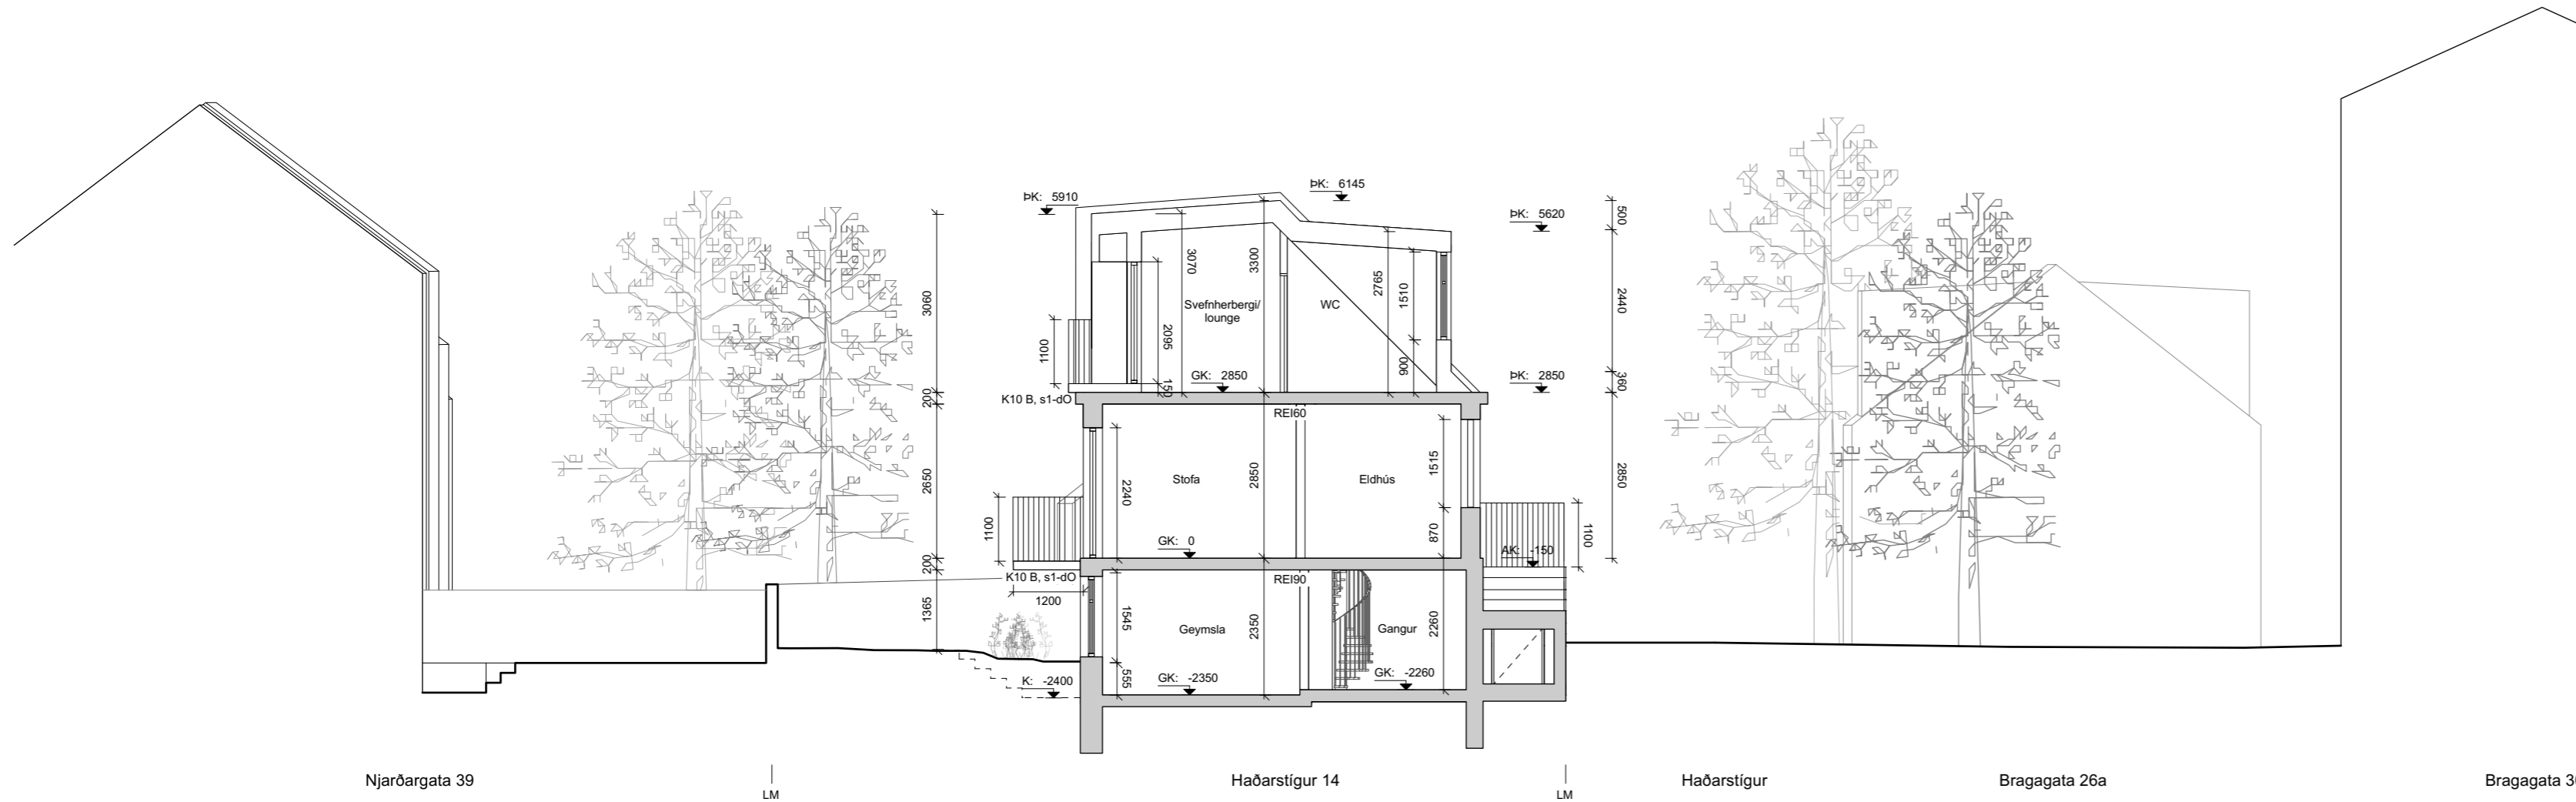 ÞK: 6145
ÞK: 5910
ÞK: 5620
500
3070
3300
2765
1510
2440
3060
Svefnherbergi/
lounge
WC
2095
1100
900
360
150
GK: 2850
ÞK: 2850
200
K10 B, s1-dO
REI60
2650
2240
Stofa
2850
Eldhús
1515
2850
1100
870
1100
GK: 0
AK: -150
200
K10 B, s1-dO
REI90
1200
1365
1545
Geymsla
2350
Gangur
2260
555
K: -2400
GK: -2350
GK: -2260
Njarðargata 39
LM
Haðarstígur 14
LM
Haðarstígur
Bragagata 26a
Bragagata